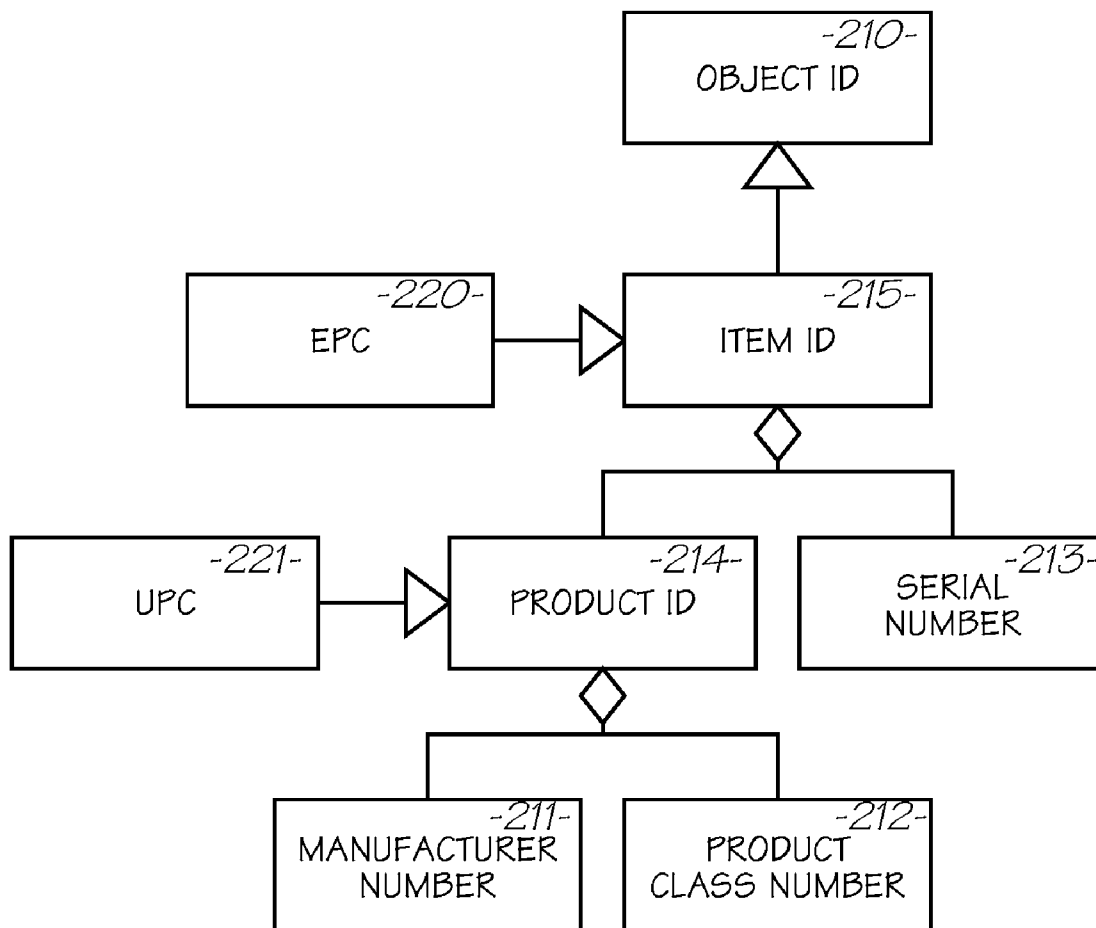 -210-
OBJECT ID
-220-
EPC
-215-
ITEM ID
-221-
UPC
-214-
PRODUCT ID
-213-
SERIAL
NUMBER
-211-
MANUFACTURER
NUMBER
-212-
PRODUCT
CLASS NUMBER